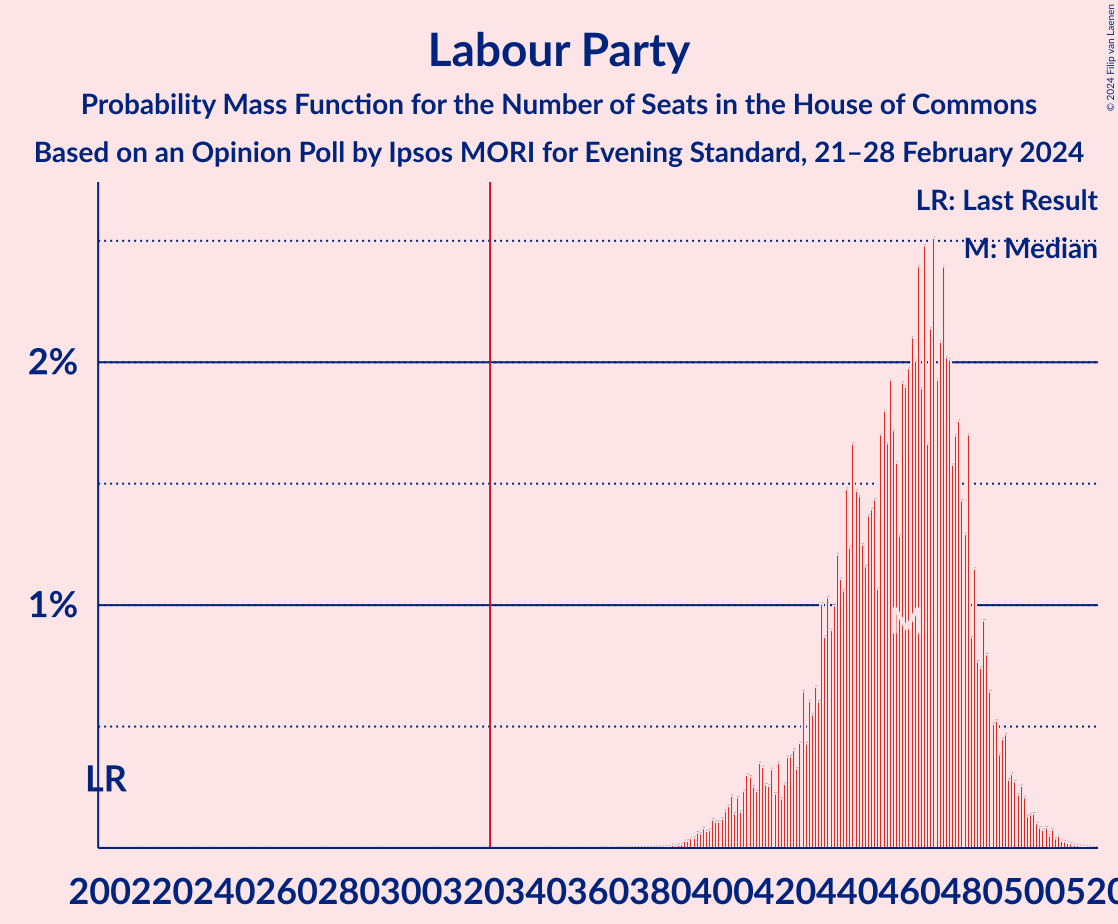 Labour Party
Probability Mass Function for the Number of Seats in the House of Commons
Based on an Opinion Poll by Ipsos MORI for Evening Standard, 21–28 February 2024
© 2024 Filip van Laenen
LR: Last Result
M: Median
2%
1%
M
LR
200 220 240 260 280 300 320 340 360 380 400 420 440 460 480 500 520